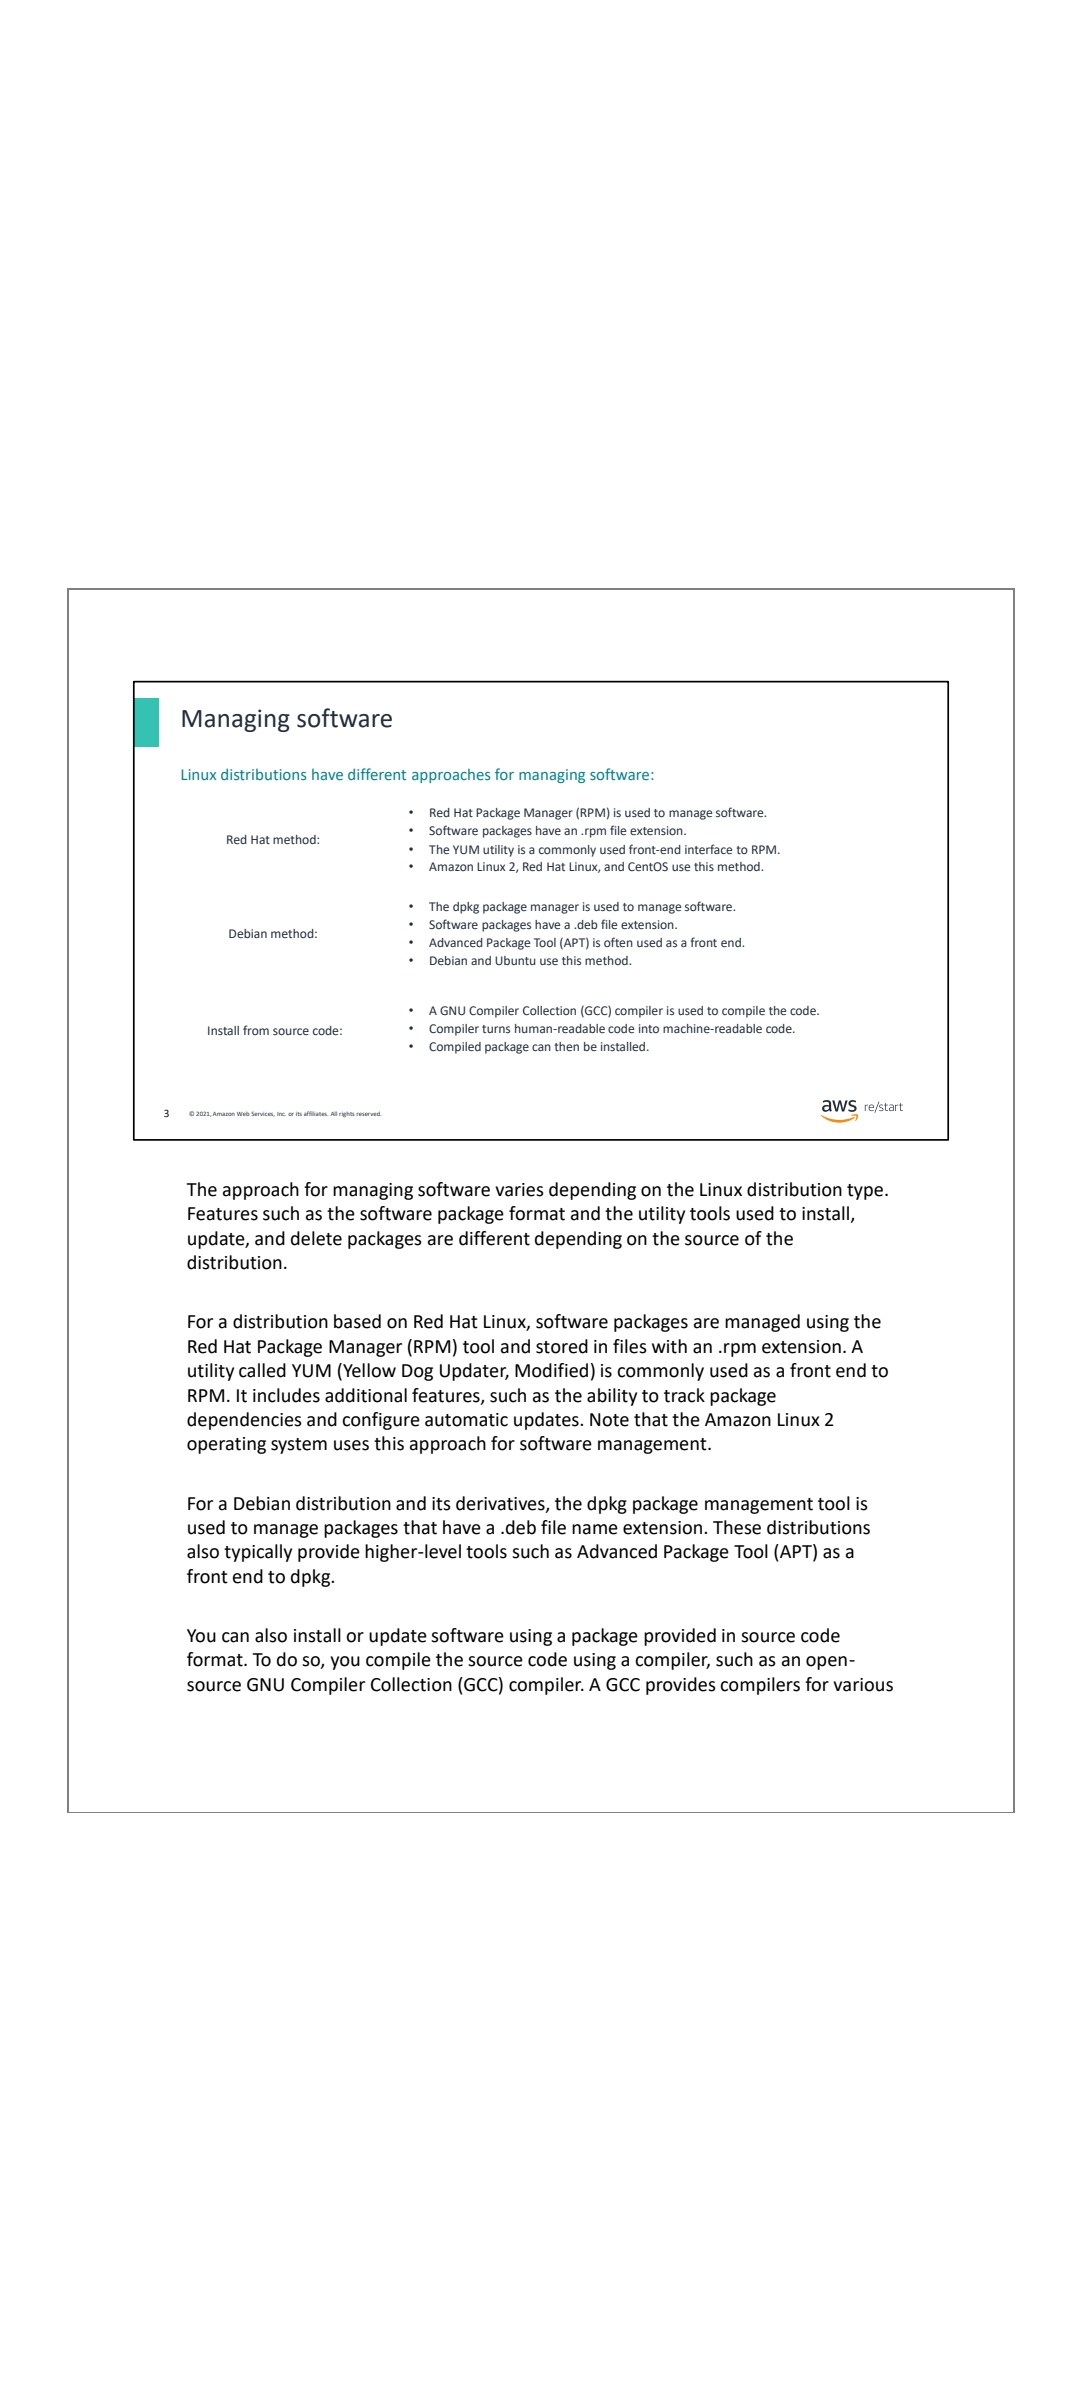 Managing software
Linux distributions have different approaches for managing software:
Red Hat method:
• Red Hat Package Manager (RPM) is used to manage software.
• Software packages have an .rpm file extension.
• The YUM utility is a commonly used front-end interface to RPM.
• Amazon Linux 2, Red Hat Linux, and CentOS use this method.
Debian method:
• The dpkg package manager is used to manage software.
• Software packages have a .deb file extension.
• Advanced Package Tool (APT) is often used as a front end.
• Debian and Ubuntu use this method.
Install from source code:
• A GNU Compiler Collection (GCC) compiler is used to compile the code.
• Compiler turns human-readable code into machine-readable code.
• Compiled package can then be installed.
3 © 2021, Amazon Web Services, Inc. or its affiliates. All rights reserved.
aws re/start
The approach for managing software varies depending on the Linux distribution type.
Features such as the software package format and the utility tools used to install,
update, and delete packages are different depending on the source of the
distribution.
For a distribution based on Red Hat Linux, software packages are managed using the
Red Hat Package Manager (RPM) tool and stored in files with an .rpm extension. A
utility called YUM (Yellow Dog Updater, Modified) is commonly used as a front end to
RPM. It includes additional features, such as the ability to track package
dependencies and configure automatic updates. Note that the Amazon Linux 2
operating system uses this approach for software management.
For a Debian distribution and its derivatives, the dpkg package management tool is
used to manage packages that have a .deb file name extension. These distributions
also typically provide higher-level tools such as Advanced Package Tool (APT) as a
front end to dpkg.
You can also install or update software using a package provided in source code
format. To do so, you compile the source code using a compiler, such as an open-
source GNU Compiler Collection (GCC) compiler. A GCC provides compilers for various